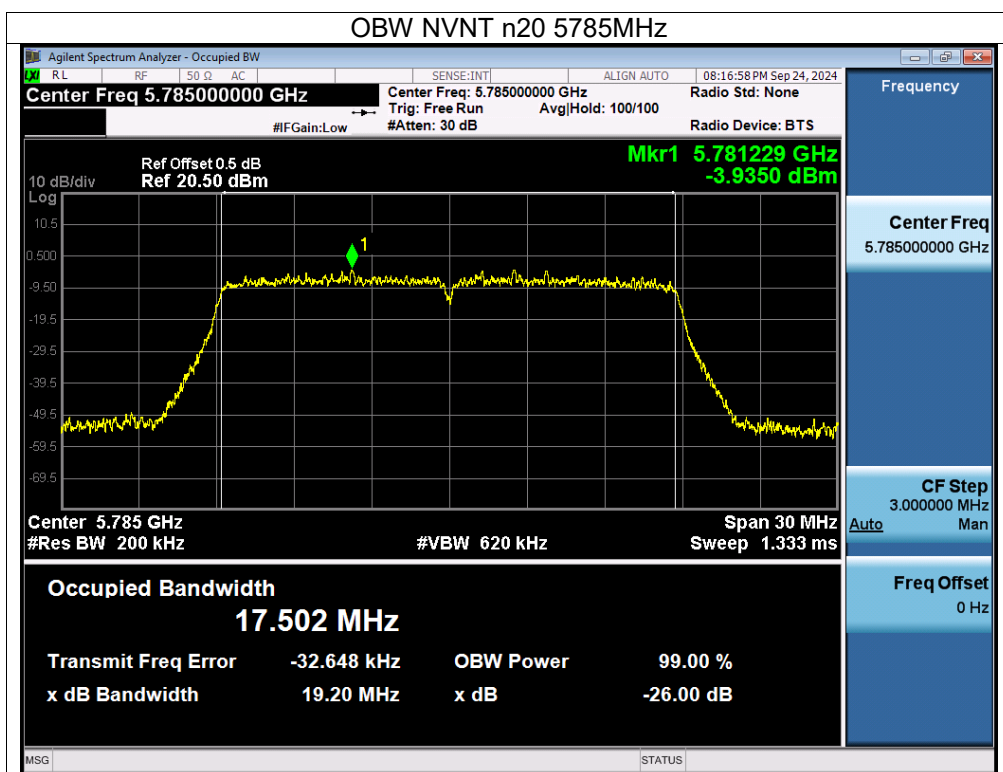 OBW NVNT n20 5785MHz
Agilent Spectrum Analyzer - Occupied BW
LXI RL RF 50 Ω AC SENSE:INT ALIGN AUTO 08:16:58 PM Sep 24, 2024
Center Freq 5.785000000 GHz
Center Freq: 5.785000000 GHz
Radio Std: None
Trig: Free Run Avg|Hold: 100/100
#IFGain:Low #Atten: 30 dB Radio Device: BTS
Frequency
Mkr1 5.781229 GHz
-3.9350 dBm
Ref Offset 0.5 dB
10 dB/div Ref 20.50 dBm
Log
10.5
0.500
-9.50
-19.5
-29.5
-39.5
-49.5
-59.5
-69.5
1
Center 5.785 GHz Span 30 MHz
#Res BW 200 kHz #VBW 620 kHz Sweep 1.333 ms
Center Freq
5.785000000 GHz
CF Step
3.000000 MHz
Auto Man
Freq Offset
0 Hz
Occupied Bandwidth
17.502 MHz
Transmit Freq Error -32.648 kHz OBW Power 99.00 %
x dB Bandwidth 19.20 MHz x dB -26.00 dB
MSG STATUS